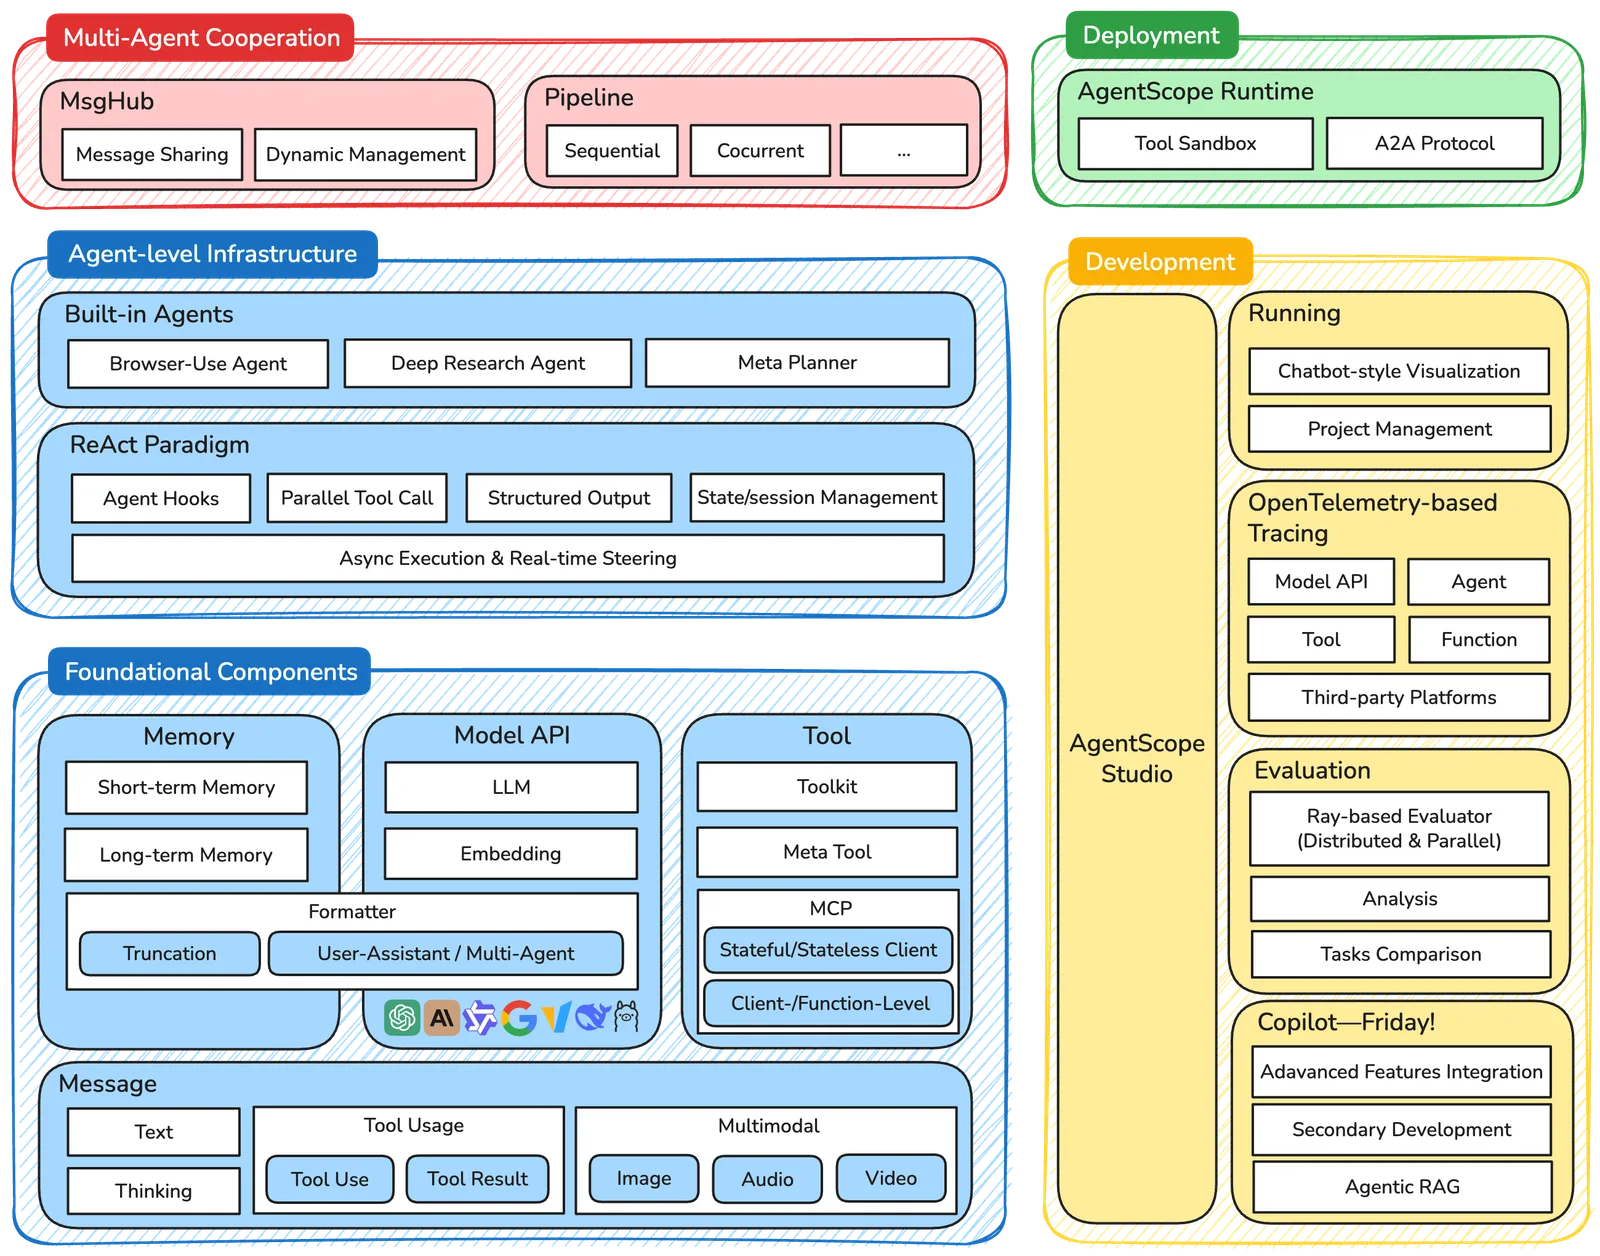 Multi-Agent Cooperation
MsgHub
Message Sharing
Dynamic Management
Pipeline
Sequential
Cocurrent
...
Deployment
AgentScope Runtime
Tool Sandbox
A2A Protocol
Agent-level Infrastructure
Built-in Agents
Browser-Use Agent
Deep Research Agent
Meta Planner
ReAct Paradigm
Agent Hooks
Parallel Tool Call
Structured Output
State/session Management
Async Execution & Real-time Steering
Foundational Components
Memory
Short-term Memory
Long-term Memory
Model API
LLM
Embedding
Formatter
Truncation
User-Assistant / Multi-Agent
Tool
Toolkit
Meta Tool
MCP
Stateful/Stateless Client
Client-/Function-Level
Message
Text
Thinking
Tool Usage
Tool Use
Tool Result
Multimodal
Image
Audio
Video
Development
AgentScope
Studio
Running
Chatbot-style Visualization
Project Management
OpenTelemetry-based
Tracing
Model API
Agent
Tool
Function
Third-party Platforms
Evaluation
Ray-based Evaluator
(Distributed & Parallel)
Analysis
Tasks Comparison
Copilot—Friday!
Adavanced Features Integration
Secondary Development
Agentic RAG